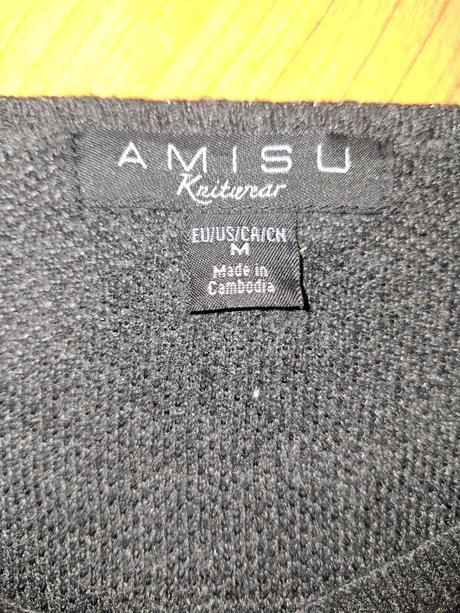 AMISU
Knitwear
EU/US/CA/CN
M
Made in
Cambodia